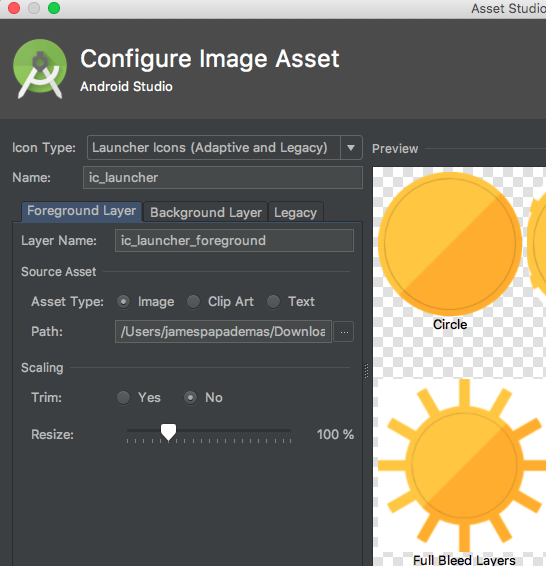 Asset Studio
Configure Image Asset
Android Studio
Icon Type: Launcher Icons (Adaptive and Legacy)
Preview
Name: ic_launcher
Foreground Layer Background Layer Legacy
Layer Name: ic_launcher_foreground
Source Asset
Asset Type: Image Clip Art Text
Path: /Users/jamespapademas/Downloa ...
Circle
Scaling
Trim: Yes No
Resize: 100 %
Full Bleed Layers